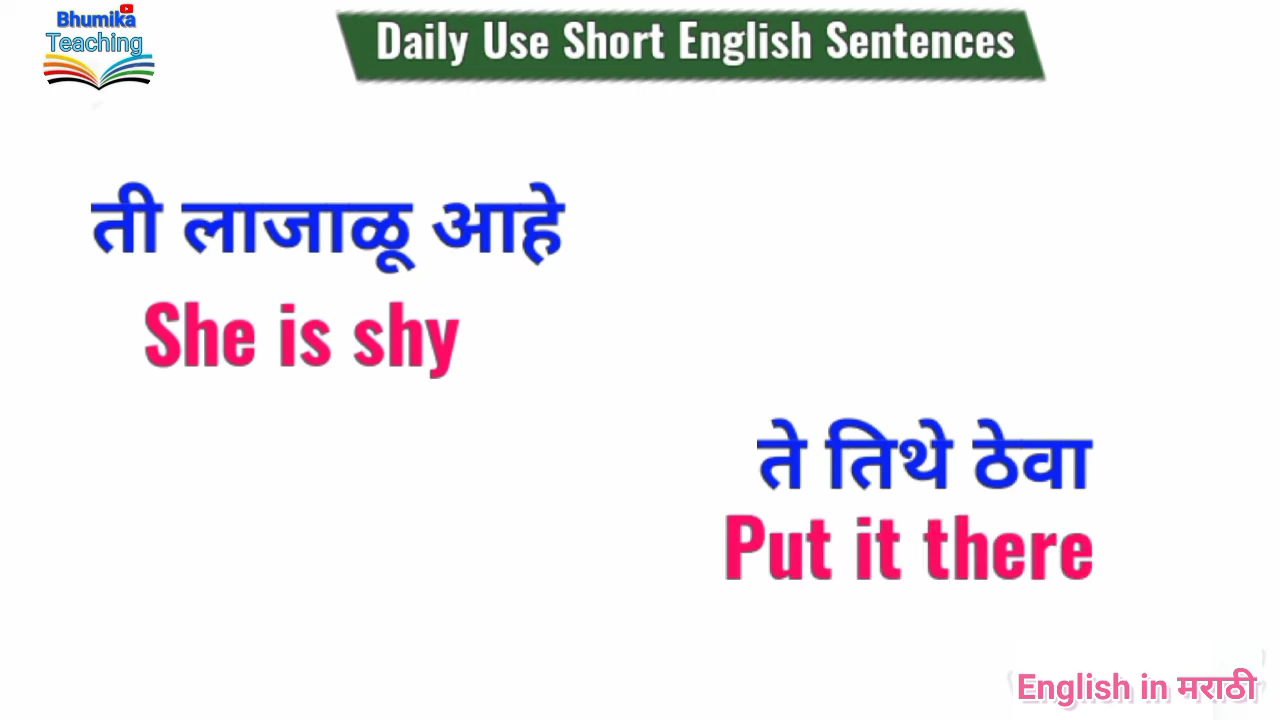 Bhumika
Teaching
Daily Use Short English Sentences
ती लाजाळू आहे
She is shy
ते तिथे ठेवा
Put it there
English in मराठी